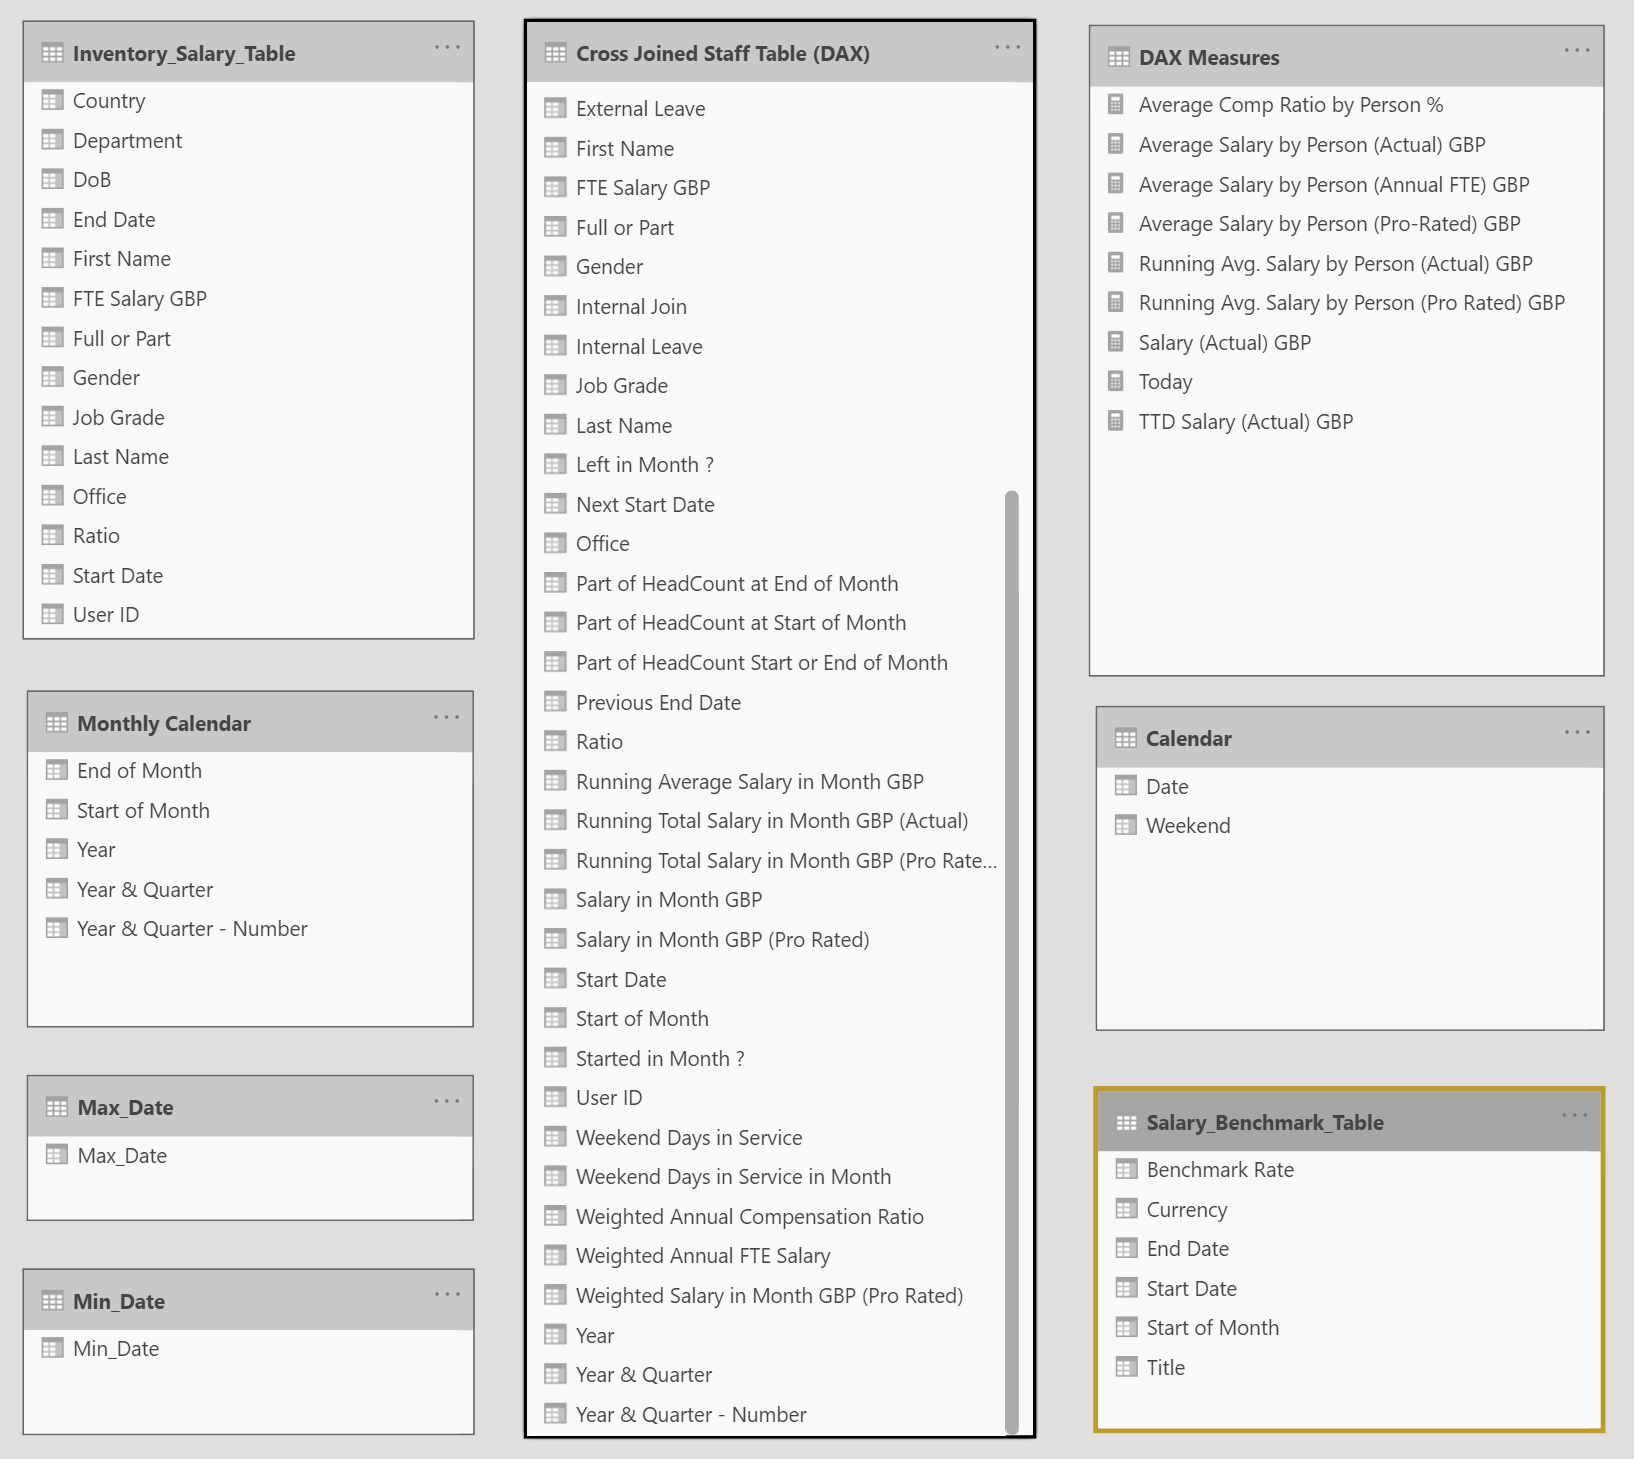 Inventory_Salary_Table
Country
Department
DoB
End Date
First Name
FTE Salary GBP
Full or Part
Gender
Job Grade
Last Name
Office
Ratio
Start Date
User ID
Monthly Calendar
End of Month
Start of Month
Year
Year & Quarter
Year & Quarter - Number
Max_Date
Max_Date
Min_Date
Min_Date
Cross Joined Staff Table (DAX)
External Leave
First Name
FTE Salary GBP
Full or Part
Gender
Internal Join
Internal Leave
Job Grade
Last Name
Left in Month ?
Next Start Date
Office
Part of HeadCount at End of Month
Part of HeadCount at Start of Month
Part of HeadCount Start or End of Month
Previous End Date
Ratio
Running Average Salary in Month GBP
Running Total Salary in Month GBP (Actual)
Running Total Salary in Month GBP (Pro Rate...
Salary in Month GBP
Salary in Month GBP (Pro Rated)
Start Date
Start of Month
Started in Month ?
User ID
Weekend Days in Service
Weekend Days in Service in Month
Weighted Annual Compensation Ratio
Weighted Annual FTE Salary
Weighted Salary in Month GBP (Pro Rated)
Year
Year & Quarter
Year & Quarter - Number
DAX Measures
Average Comp Ratio by Person %
Average Salary by Person (Actual) GBP
Average Salary by Person (Annual FTE) GBP
Average Salary by Person (Pro-Rated) GBP
Running Avg. Salary by Person (Actual) GBP
Running Avg. Salary by Person (Pro Rated) GBP
Salary (Actual) GBP
Today
TTD Salary (Actual) GBP
Calendar
Date
Weekend
Salary_Benchmark_Table
Benchmark Rate
Currency
End Date
Start Date
Start of Month
Title